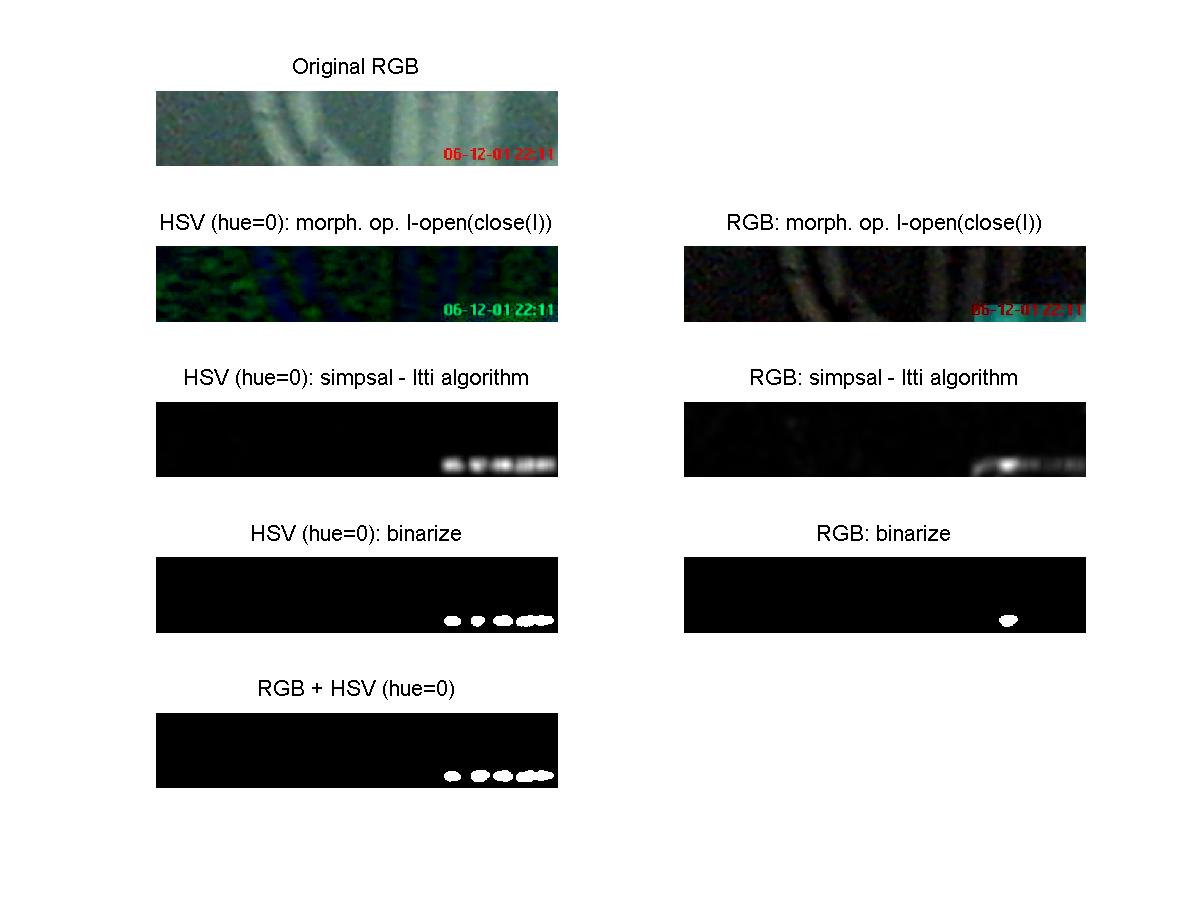 Original RGB
06-12-01 22:11
HSV (hue=0): morph. op. I-open(close(I))
RGB: morph. op. I-open(close(I))
06-12-01 22:11
06-12-01 22:11
HSV (hue=0): simpsal - Itti algorithm
RGB: simpsal - Itti algorithm
HSV (hue=0): binarize
RGB: binarize
RGB + HSV (hue=0)